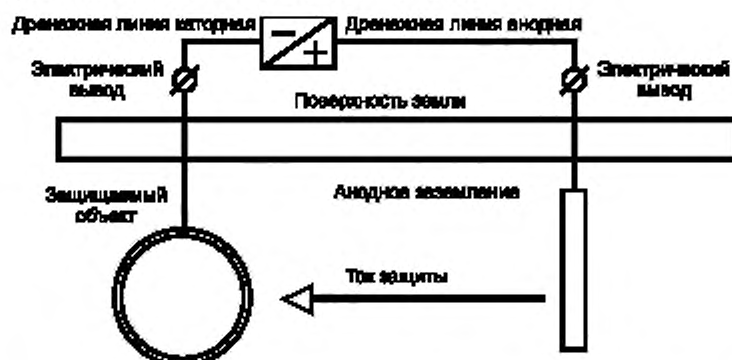 Дренажная линия катодная
Дренажная линия анодная
Электрический
вывод
Электрический
вывод
Поверхность земли
Защищаемый
объект
Анодное заземление
Ток защиты